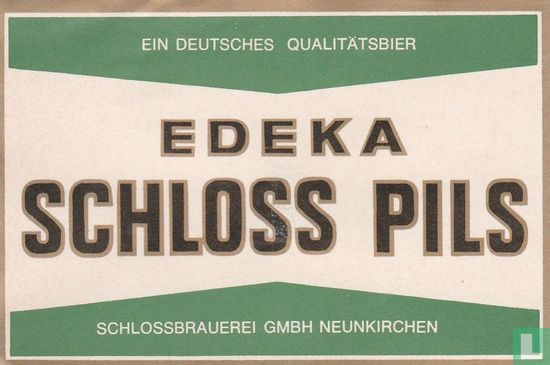 EIN DEUTSCHES QUALITÄTSBIER
EDEKA
SCHLOSS PILS
SCHLOSSBRAUEREI GMBH NEUNKIRCHEN